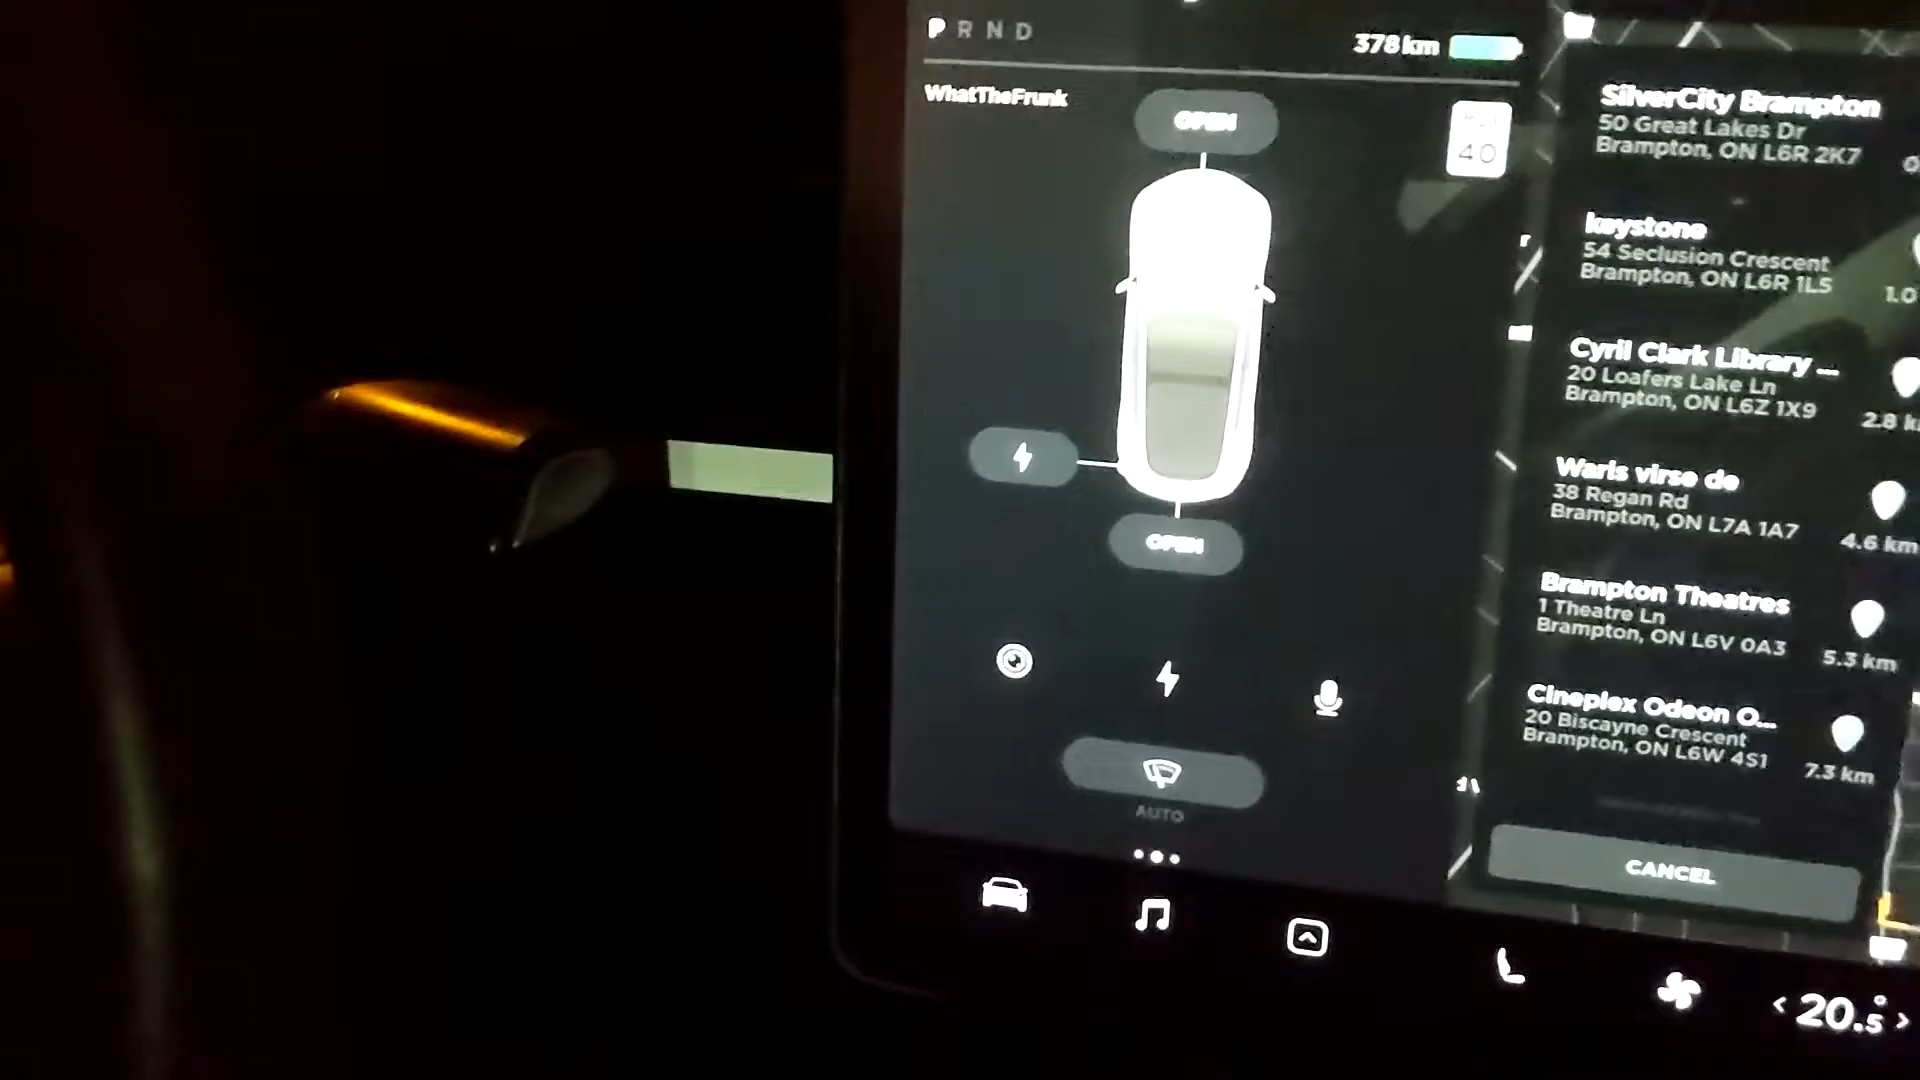 P R N D
378 km
WhatTheFrunk
OPEN
40
OPEN
AUTO
SilverCity Brampton
50 Great Lakes Dr
Brampton, ON L6R 2K7
keystone
54 Seclusion Crescent
Brampton, ON L6R 1L5
1.0
Cyril Clark Library ...
20 Loafers Lake Ln
Brampton, ON L6Z 1X9
2.8 k
Waris virse de
38 Regan Rd
Brampton, ON L7A 1A7
4.6 km
Brampton Theatres
1 Theatre Ln
Brampton, ON L6V 0A3
5.3 km
Cineplex Odeon O...
20 Biscayne Crescent
Brampton, ON L6W 4S1
7.3 km
CANCEL
< 20.5° >